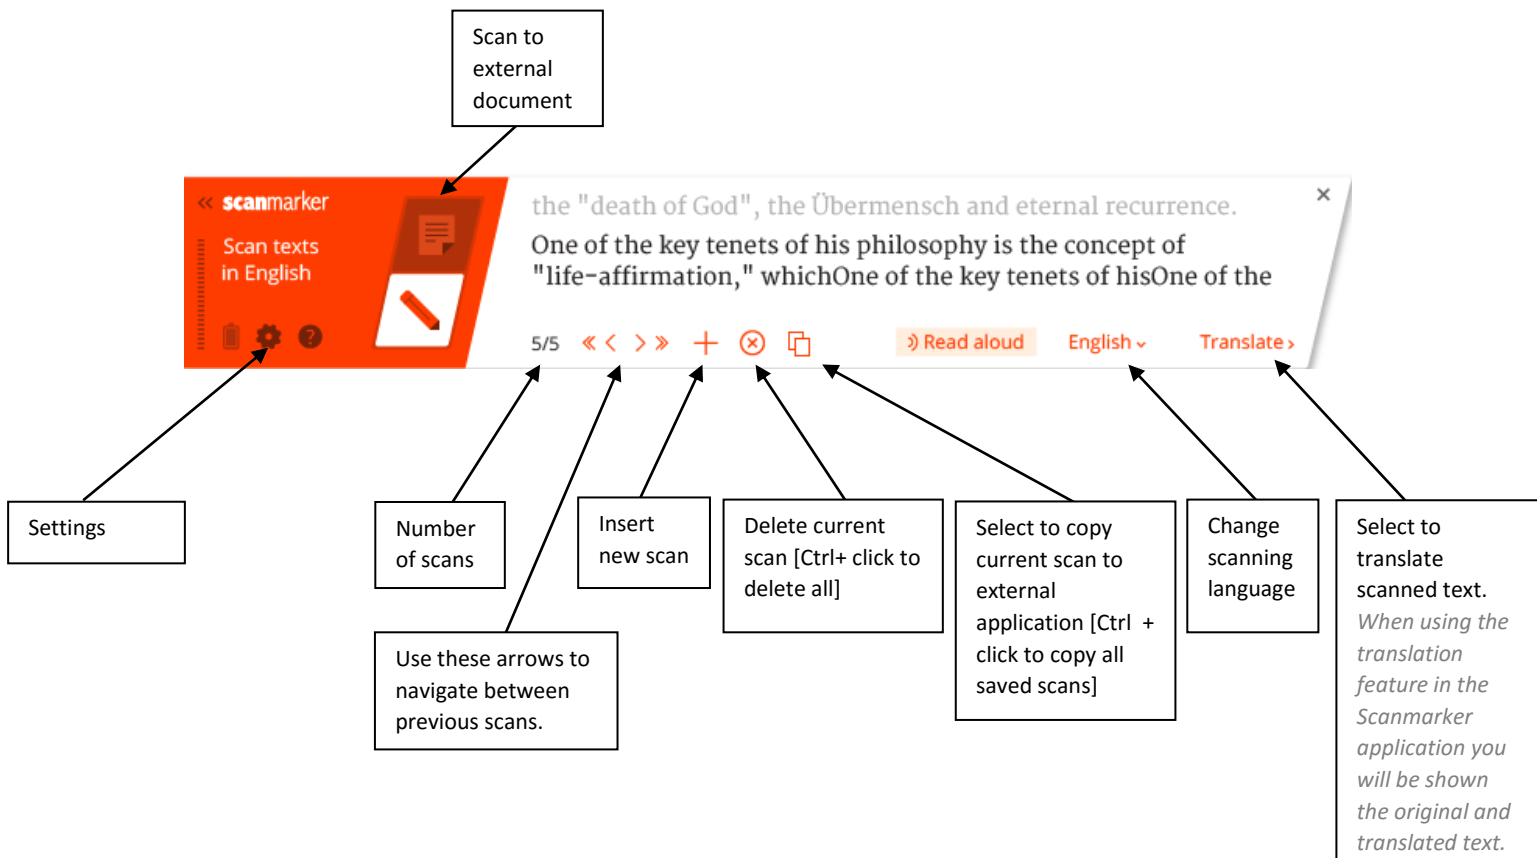 Scan to
external
document
« scanmarker
Scan texts
in English
the "death of God", the Übermensch and eternal recurrence.
One of the key tenets of his philosophy is the concept of
"life-affirmation," whichOne of the key tenets of hisOne of the
5/5
Read aloud
English
Translate
Settings
Number
of scans
Use these arrows to
navigate between
previous scans.
Insert
new scan
Delete current
scan [Ctrl+ click to
delete all]
Select to copy
current scan to
external
application [Ctrl +
click to copy all
saved scans]
Change
scanning
language
Select to
translate
scanned text.
When using the
translation
feature in the
Scanmarker
application you
will be shown
the original and
translated text.